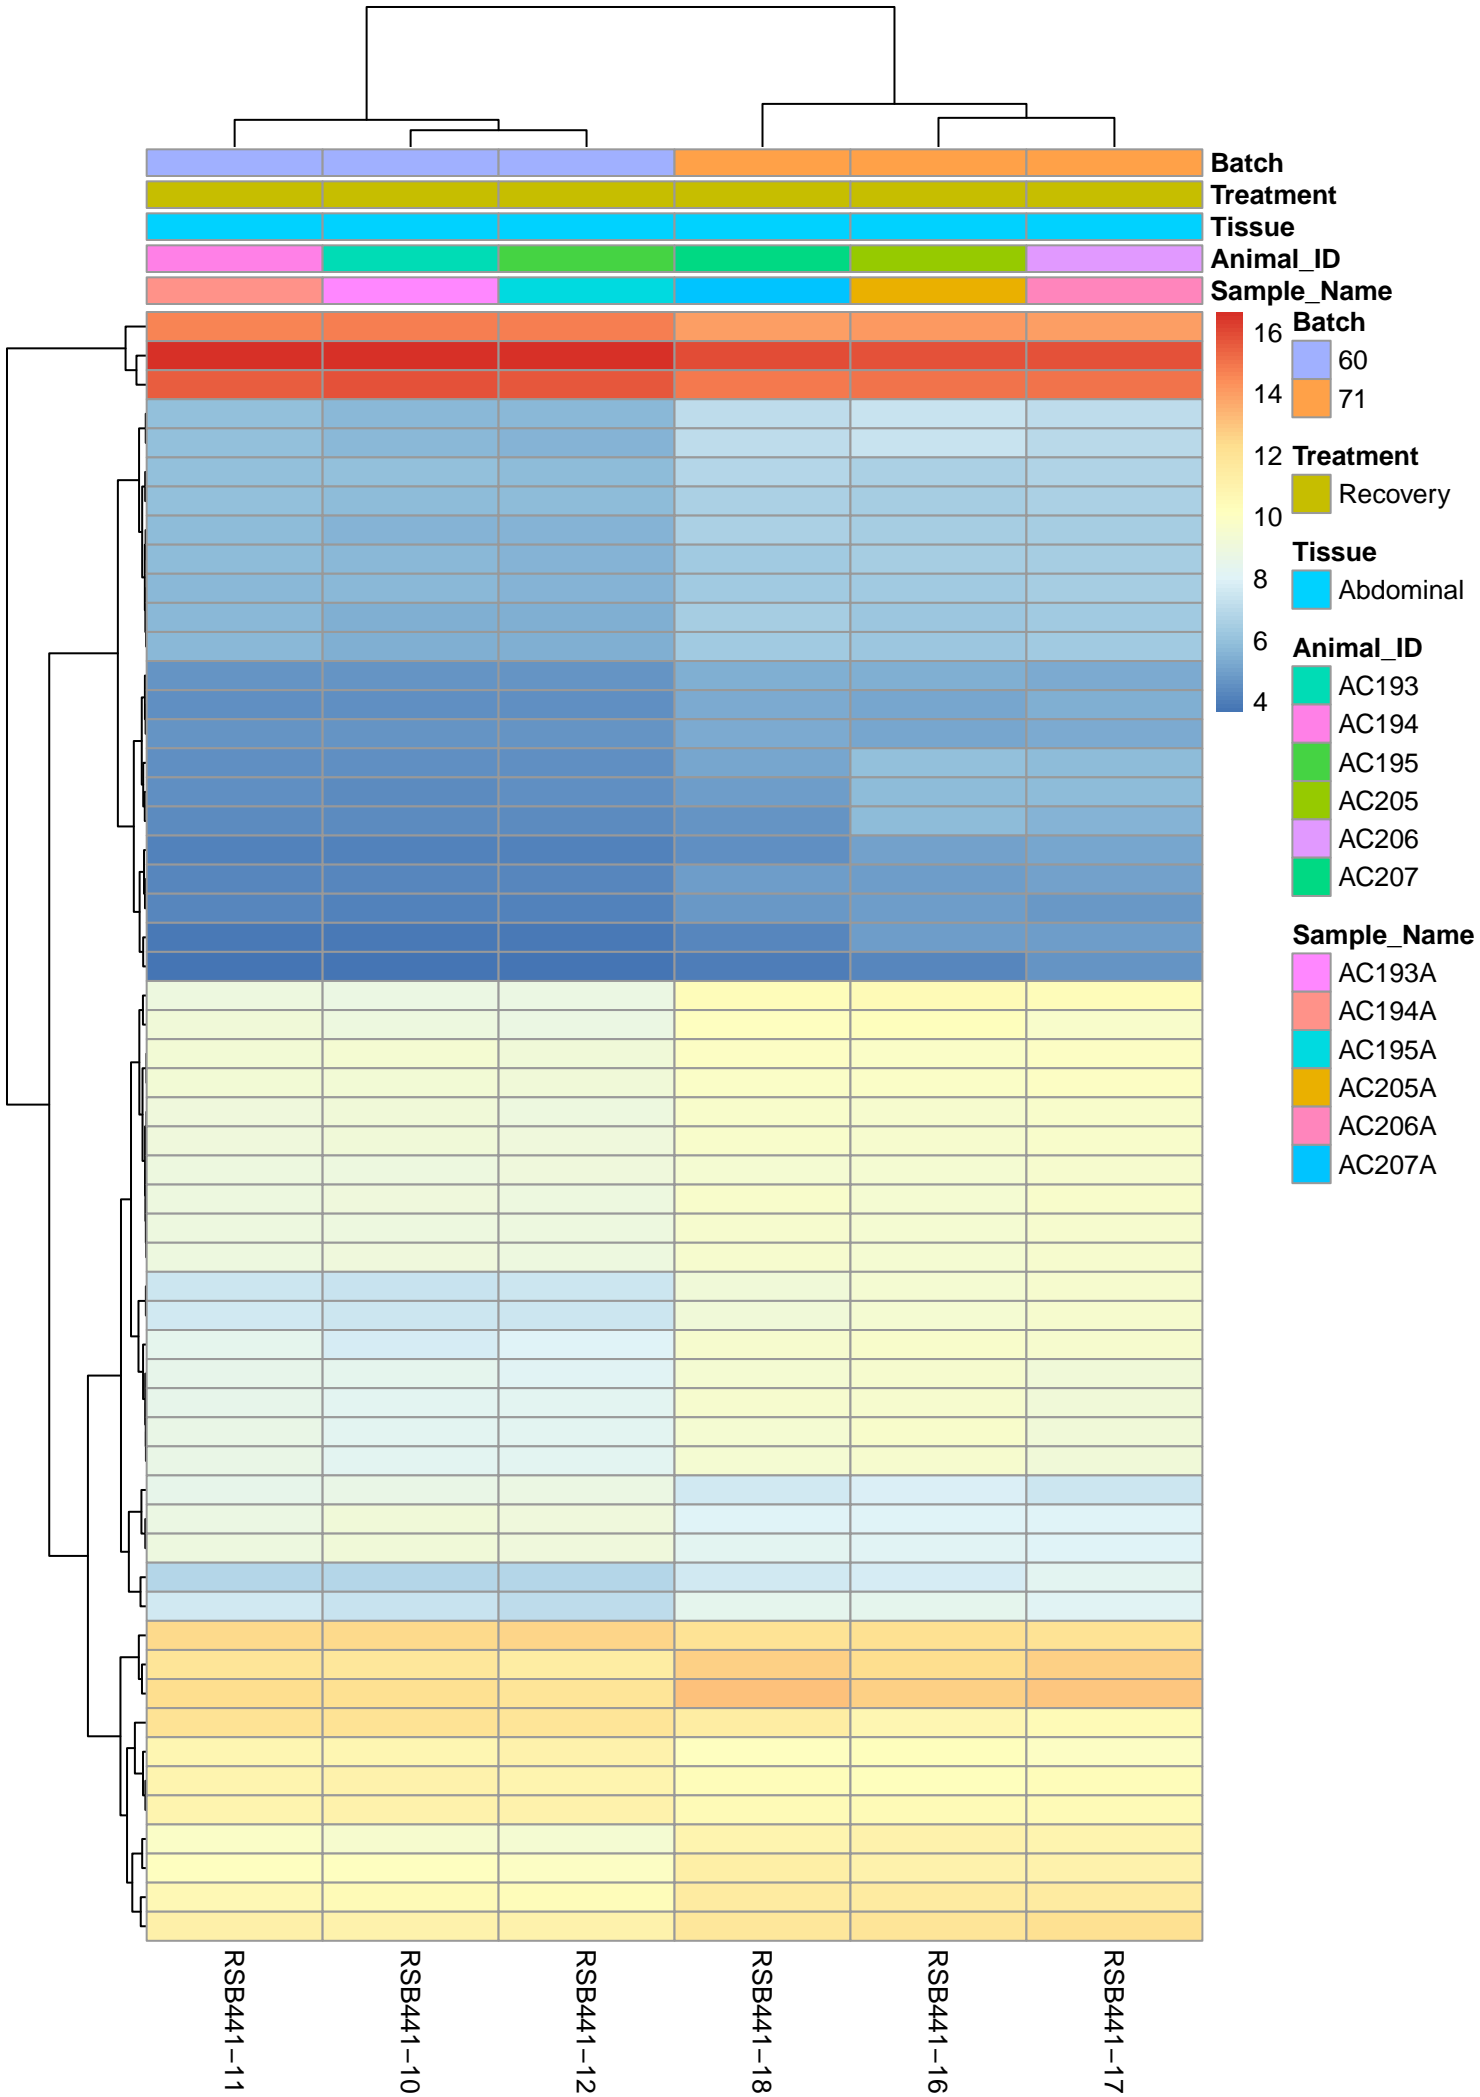 Batch
Treatment
Tissue
Animal_ID
Sample_Name
16
14
12
10
8
6
4
Batch
60
71
Treatment
Recovery
Tissue
Abdominal
Animal_ID
AC193
AC194
AC195
AC205
AC206
AC207
Sample_Name
AC193A
AC194A
AC195A
AC205A
AC206A
AC207A
RSB441−11
RSB441−10
RSB441−12
RSB441−18
RSB441−16
RSB441−17